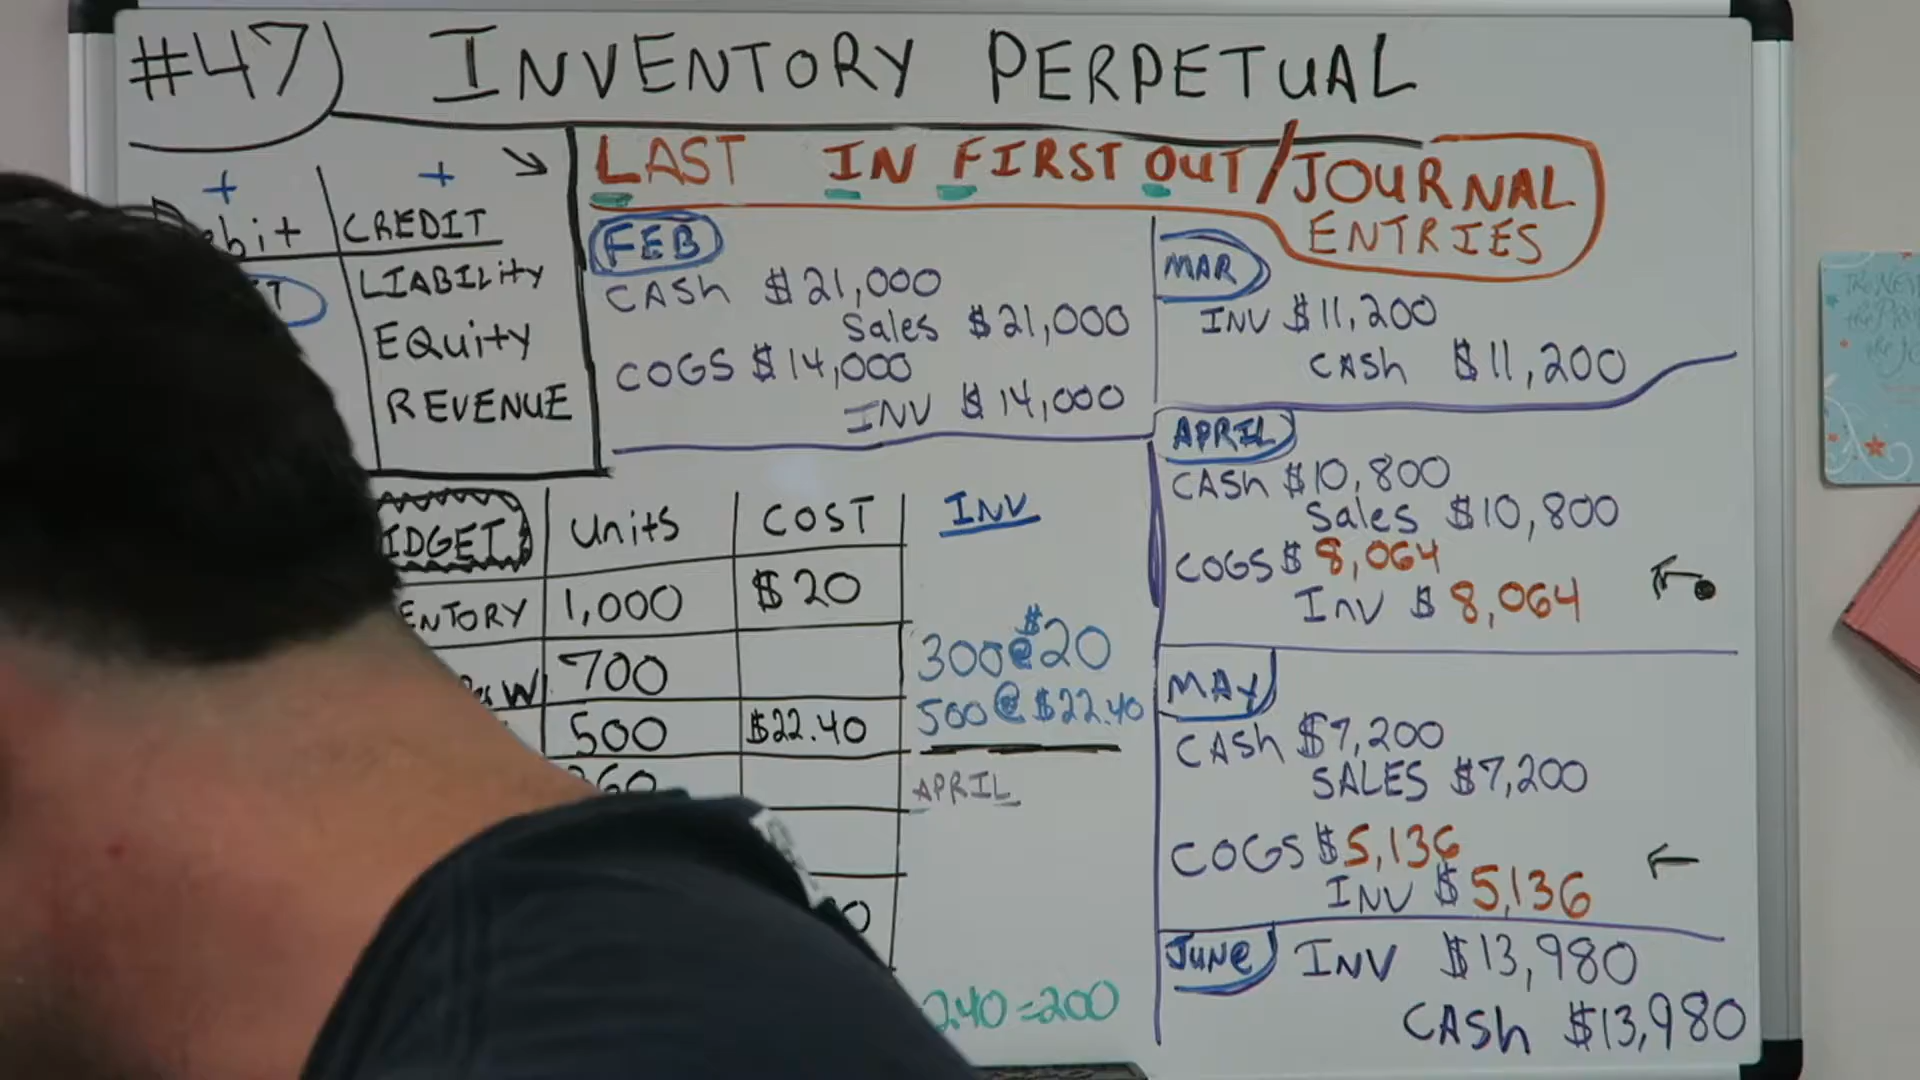 #47) INVENTORY PERPETUAL
LAST IN FIRST OUT / JOURNAL
ENTRIES
+ +
CREDIT
LIABILITY
EQUITY
REVENUE
FEB
CASH $21,000
Sales $21,000
COGS $14,000
INV $14,000
MAR
INV $11,200
CASH $11,200
APRIL
CASH $10,800
Sales $10,800
COGS $8,064
INV $8,064
MAY
CASH $7,200
SALES $7,200
COGS $5,136
INV $5,136
JUNE INV $13,980
CASH $13,980
IDGET Units COST
ENTORY 1,000 $20
700
500 $22.40
INV
300@$20
500@$22.40
APRIL
2.40=200